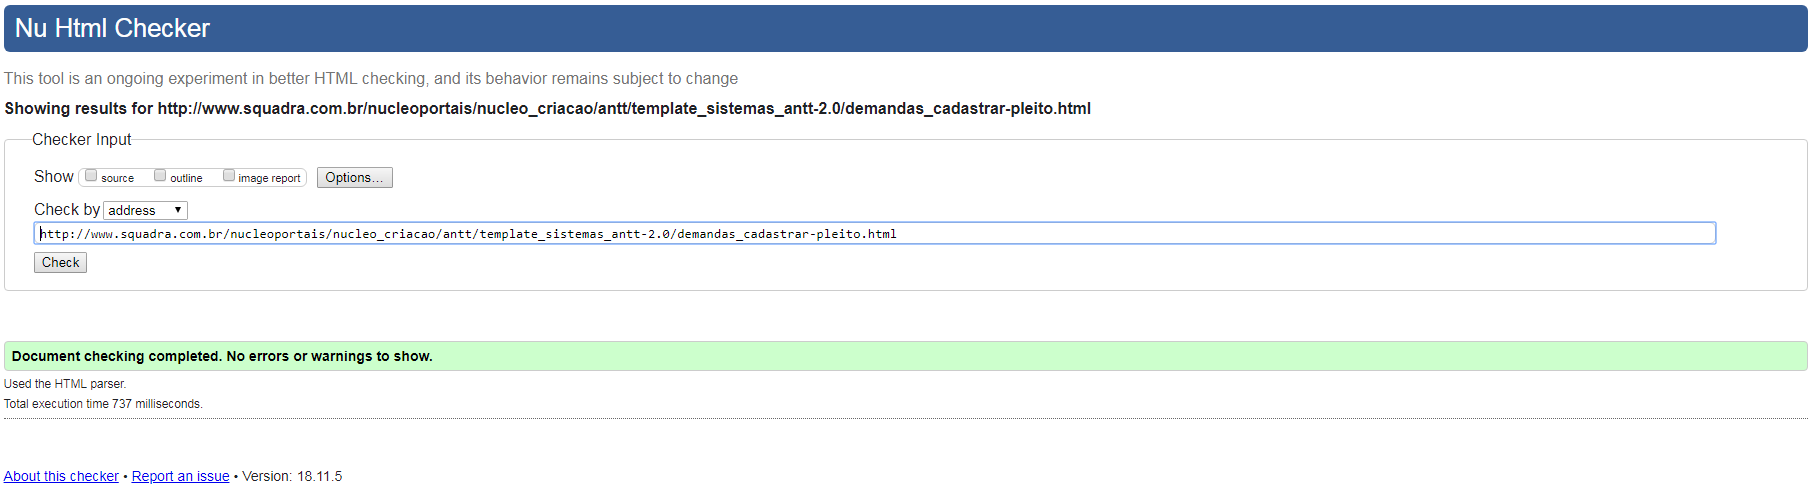 Nu Html Checker
This tool is an ongoing experiment in better HTML checking, and its behavior remains subject to change
Showing results for http://www.squadra.com.br/nucleoportais/nucleo_criacao/antt/template_sistemas_antt-2.0/demandas_cadastrar-pleito.html
Checker Input
Show source outline image report Options...
Check by address
http://www.squadra.com.br/nucleoportais/nucleo_criacao/antt/template_sistemas_antt-2.0/demandas_cadastrar-pleito.html
Check
Document checking completed. No errors or warnings to show.
Used the HTML parser.
Total execution time 737 milliseconds.
About this checker • Report an issue • Version: 18.11.5